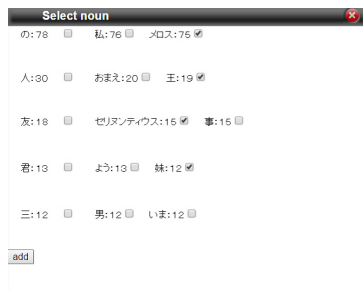 Select noun
の:78 私:76 メロス:75
人:30 おまえ:20 王:19
友:18 セリヌンティウス:15 事:15
君:13 よう:13 妹:12
三:12 男:12 いま:12
add